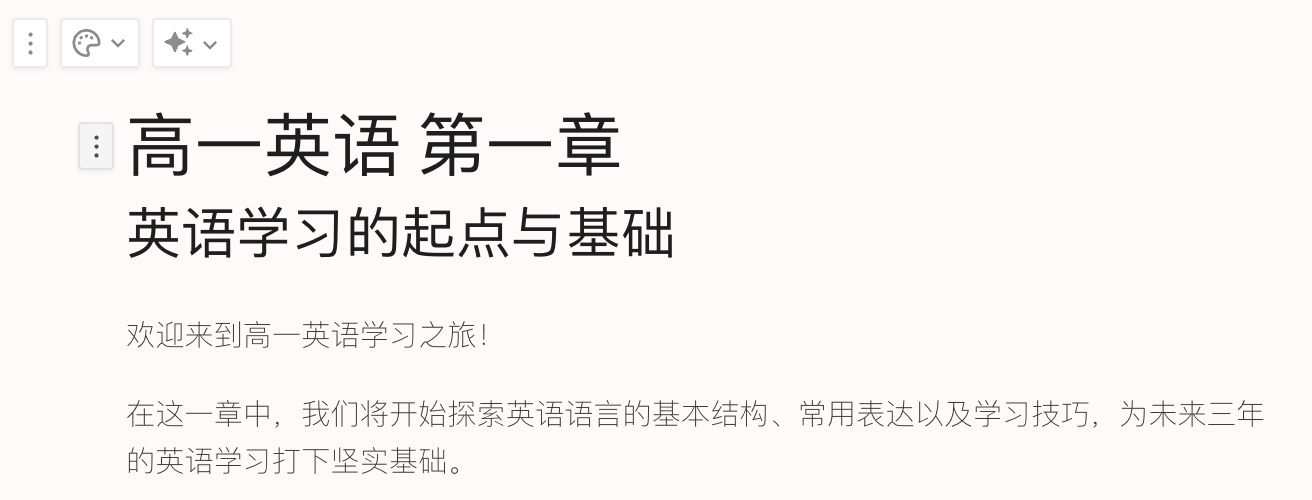 高一英语 第一章
英语学习的起点与基础
欢迎来到高一英语学习之旅！
在这一章中，我们将开始探索英语语言的基本结构、常用表达以及学习技巧，为未来三年
的英语学习打下坚实基础。